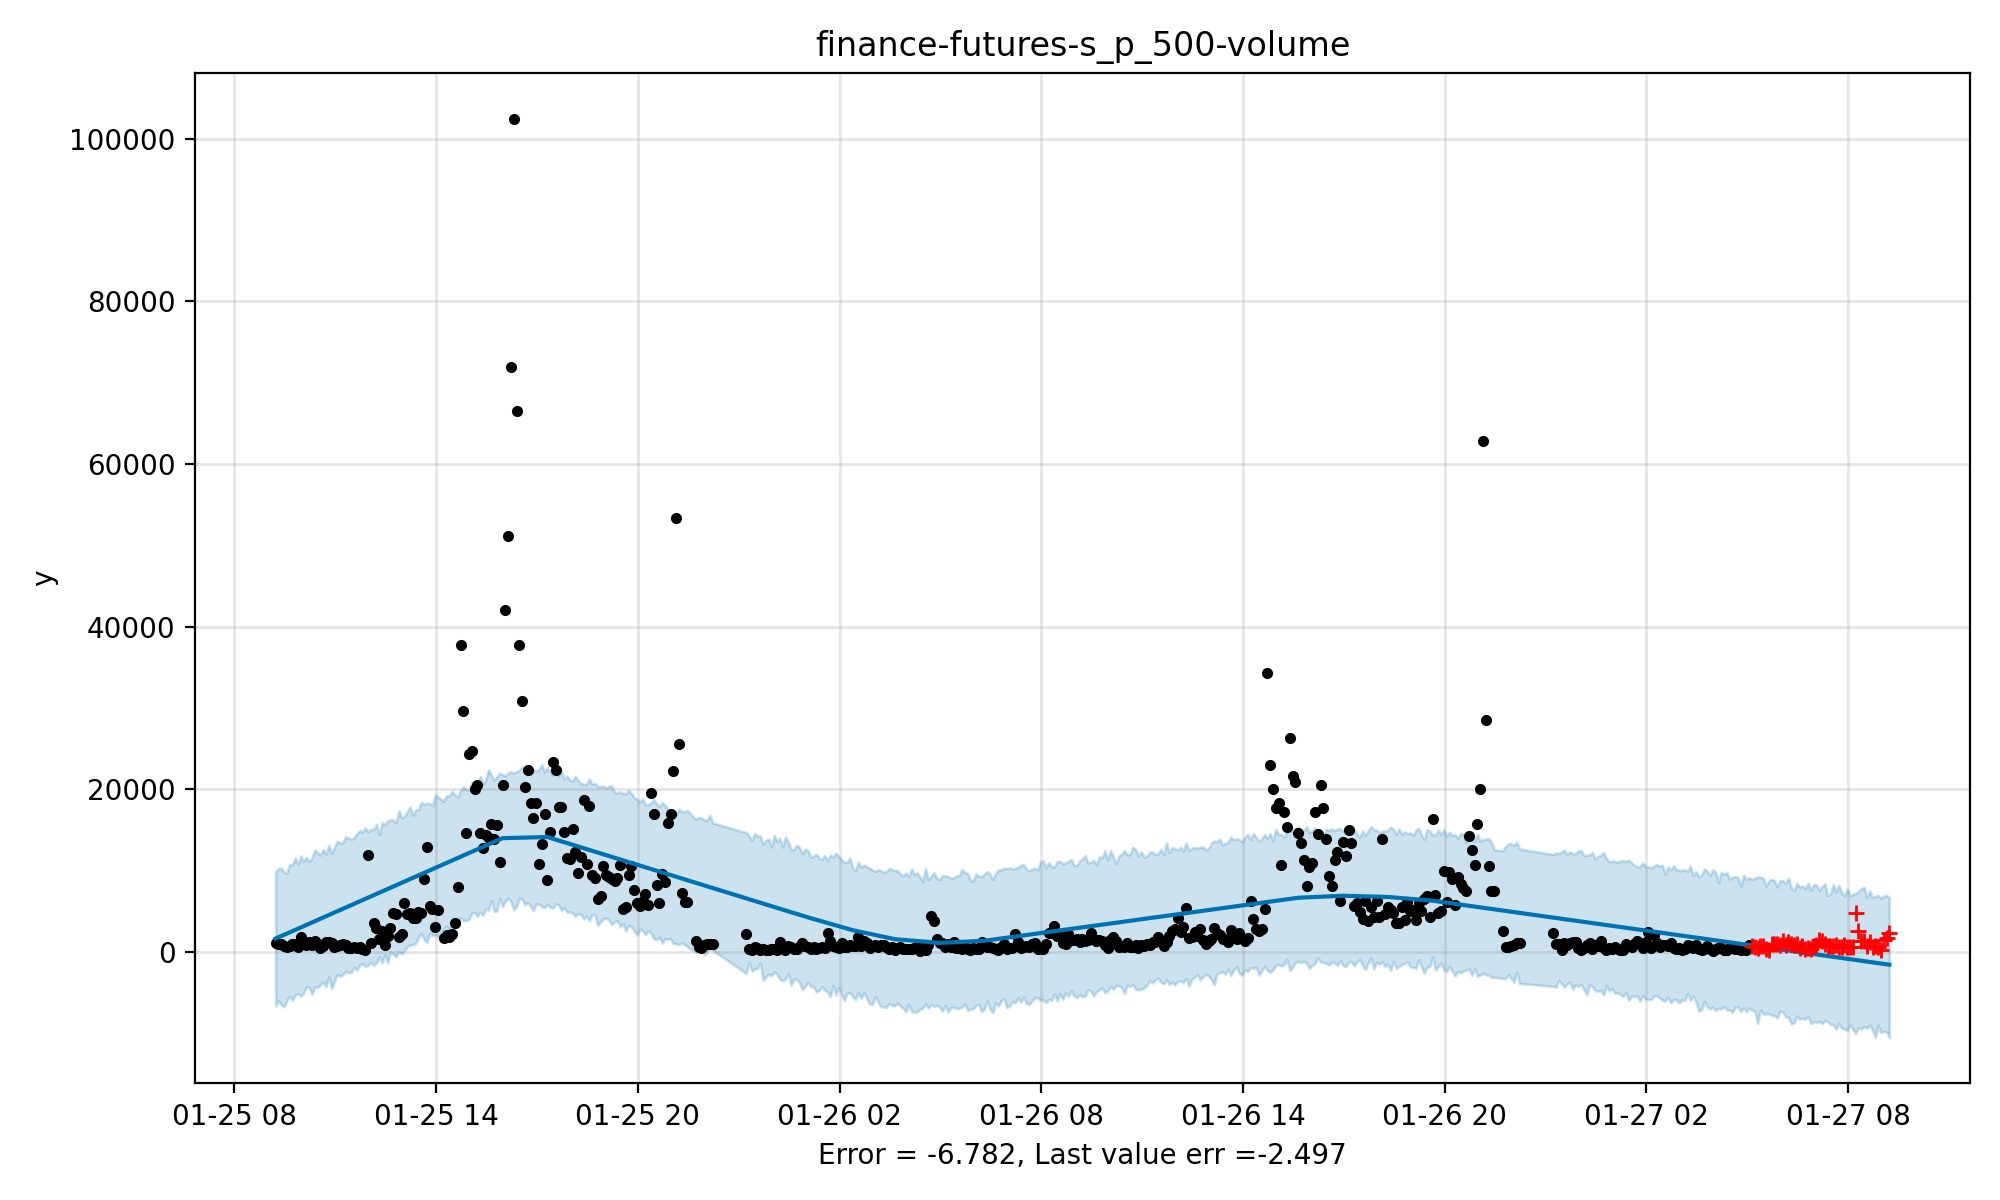 finance-futures-s_p_500-volume
100000
80000
60000
40000
20000
0
y
01-25 08 01-25 14 01-25 20 01-26 02 01-26 08 01-26 14 01-26 20 01-27 02 01-27 08
Error = -6.782, Last value err =-2.497